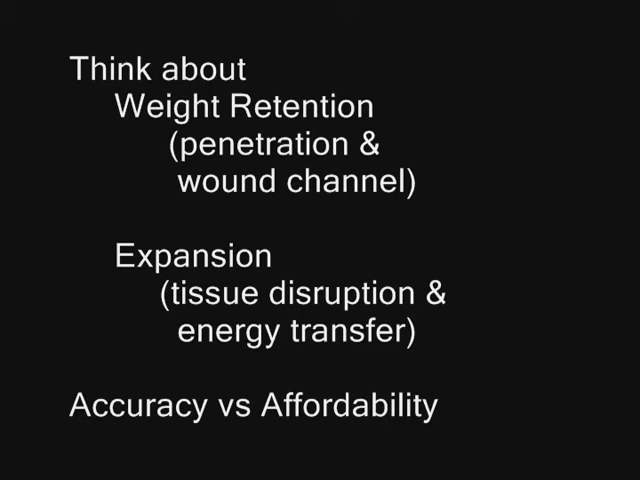 Think about
Weight Retention
(penetration &
wound channel)
Expansion
(tissue disruption &
energy transfer)
Accuracy vs Affordability